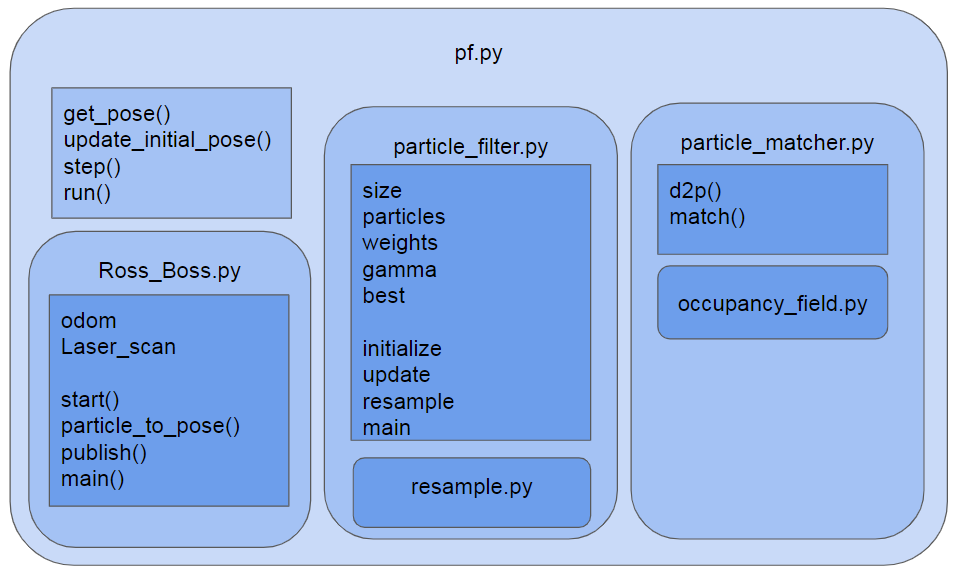 pf.py
get_pose()
update_initial_pose()
step()
run()
Ross_Boss.py
odom
Laser_scan
start()
particle_to_pose()
publish()
main()
particle_filter.py
size
particles
weights
gamma
best
initialize
update
resample
main
resample.py
particle_matcher.py
d2p()
match()
occupancy_field.py